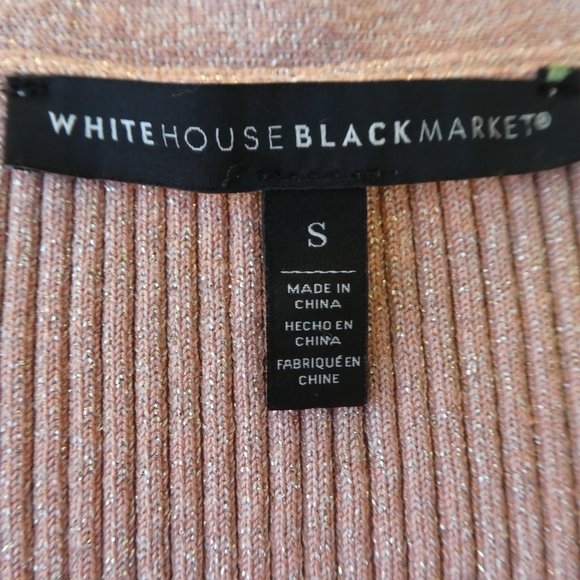 WHITEHOUSEBLACKMARKET®
S
MADE IN
CHINA
HECHO EN
CHINA
FABRIQUÉ EN
CHINE